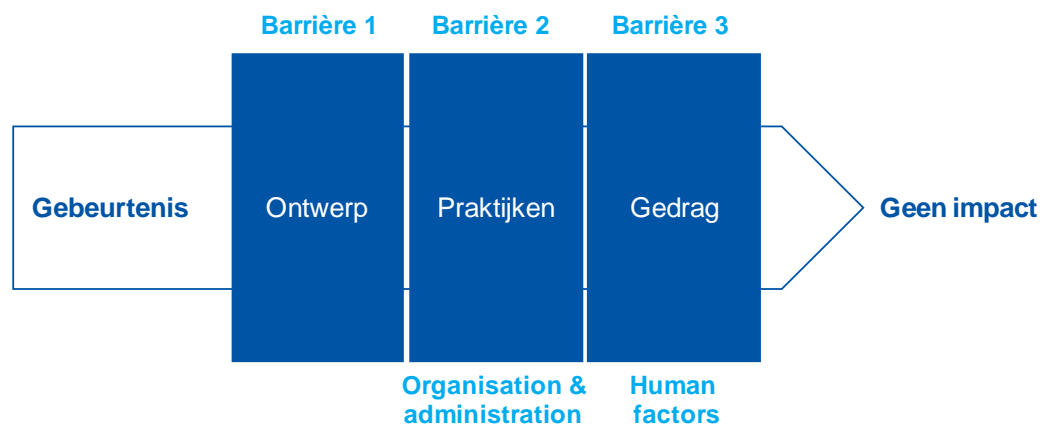 Barrière 1
Barrière 2
Barrière 3
Gebeurtenis
Ontwerp
Praktijken
Gedrag
Geen impact
Organisation &
administration
Human
factors